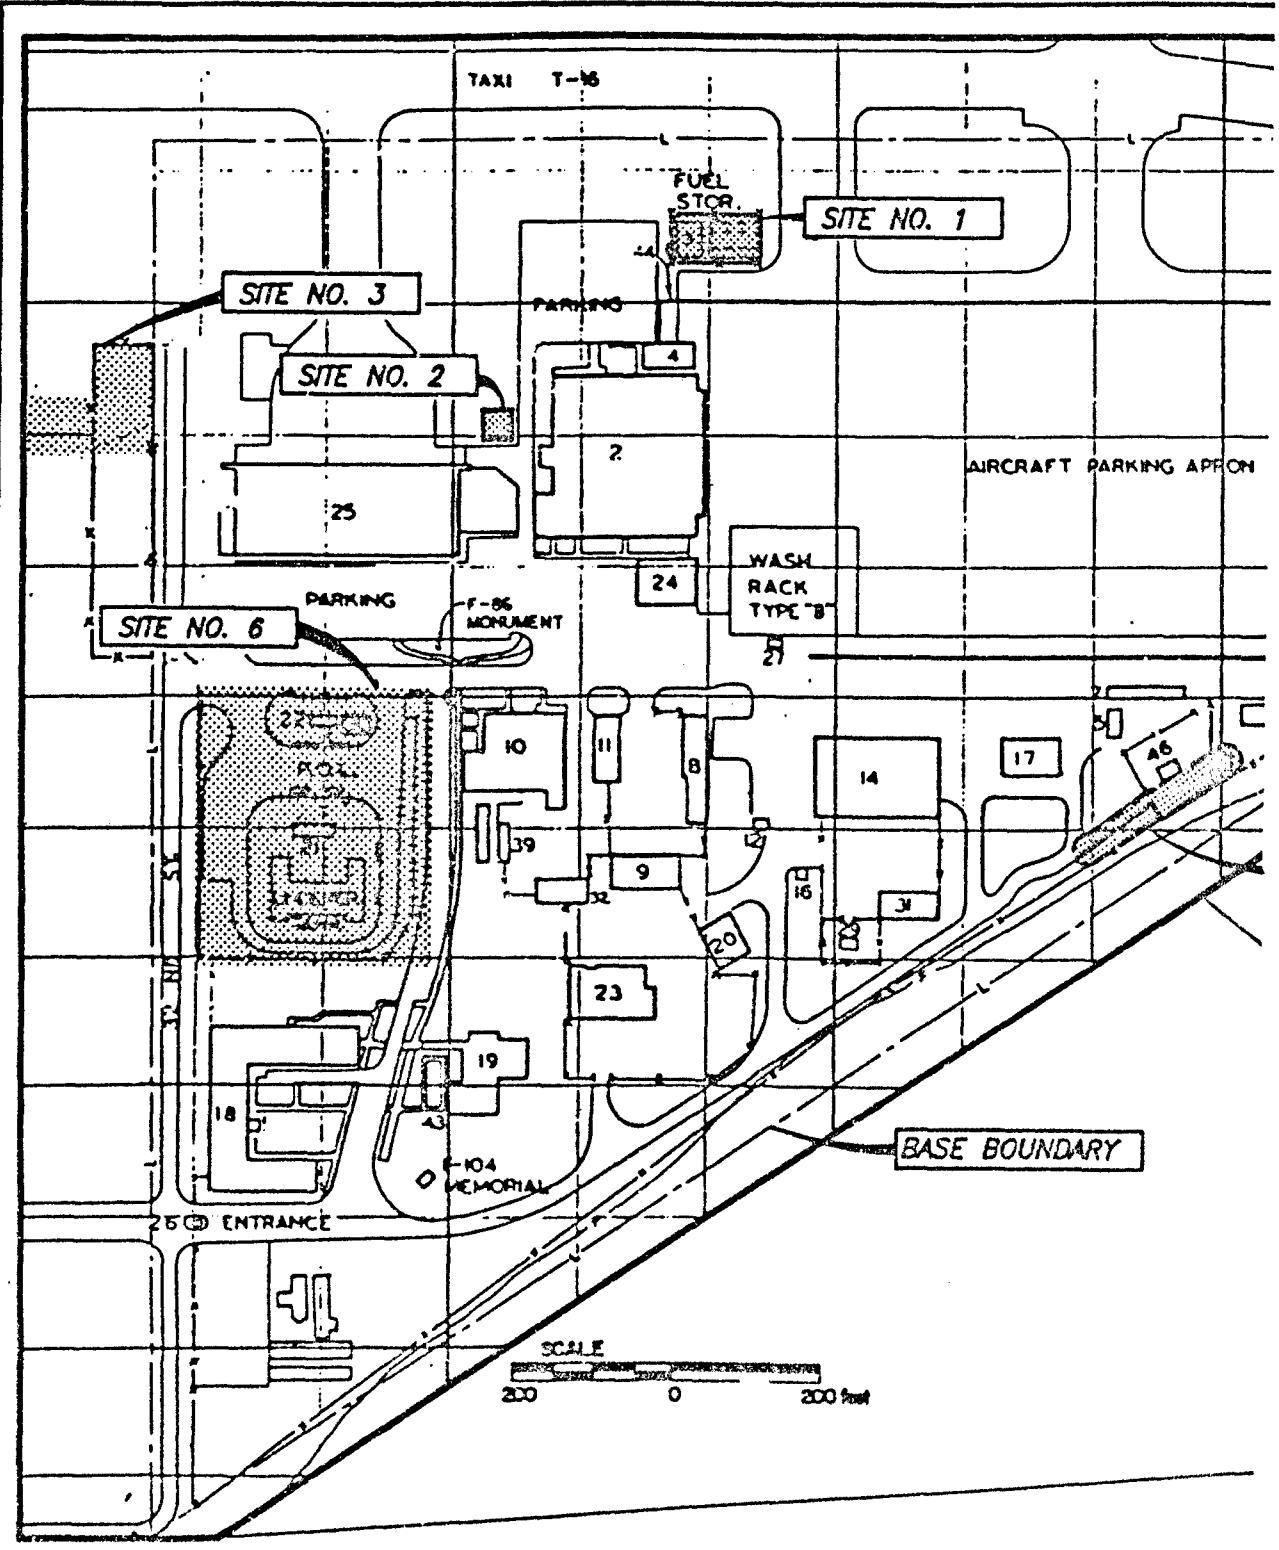 TAXI T-16
FUEL
STOR.
SITE NO. 1
SITE NO. 3
PARKING
4
SITE NO. 2
2
AIRCRAFT PARKING APRON
25
WASH
RACK
TYPE "B"
24
PARKING
F-86
MONUMENT
SITE NO. 6
27
22
10
11
8
14
17
46
P.O.L.
21
39
9
32
16
31
20
23
19
18
43
BASE BOUNDARY
F-104
MEMORIAL
26 ENTRANCE
SCALE
200 0 200 feet